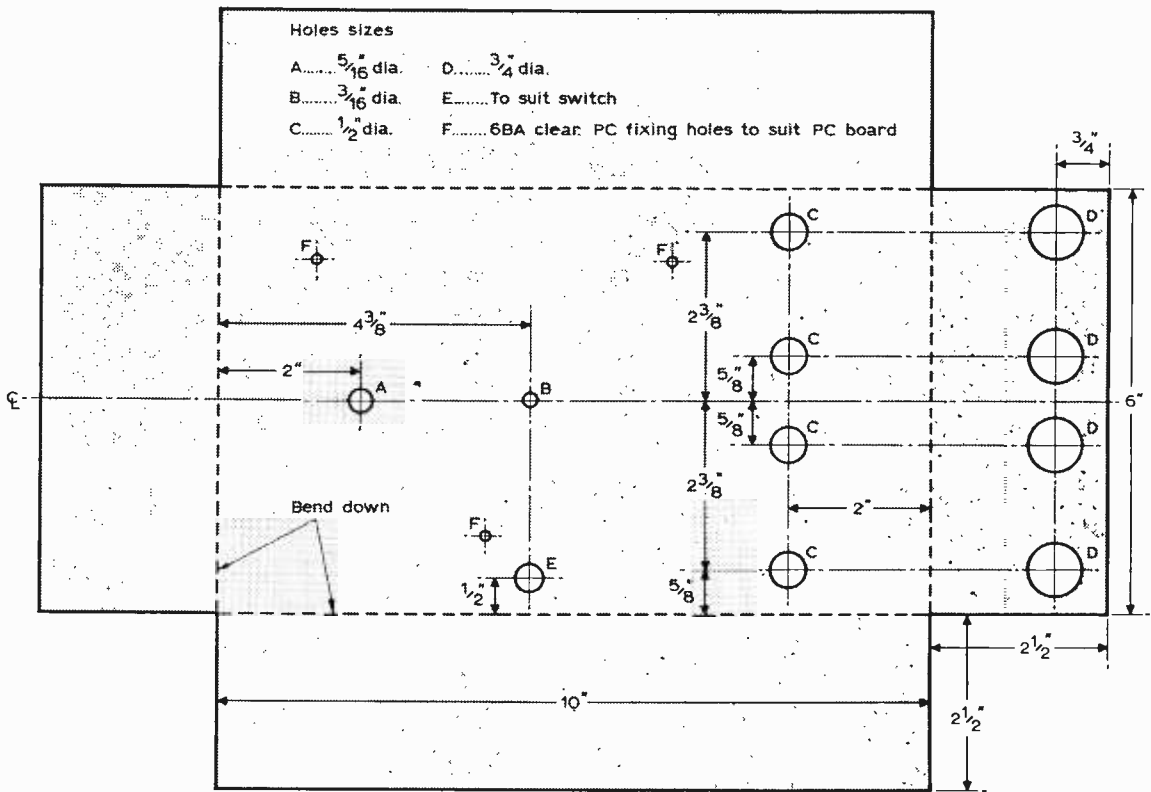 Holes sizes
A....... 5/16" dia. D........ 3/4" dia.
B........ 3/16" dia. E........ To suit switch
C....... 1/2" dia. F....... 6BA clear. PC fixing holes to suit PC board
3/4"
C
D
F
F
4 3/8"
2 3/8"
C
D
2"
5/8"
A
B
℄
6"
5/8"
C
D
2 3/8"
Bend down
2"
F
E
C
D
1/2"
5/8"
2 1/2"
10"
2 1/2"